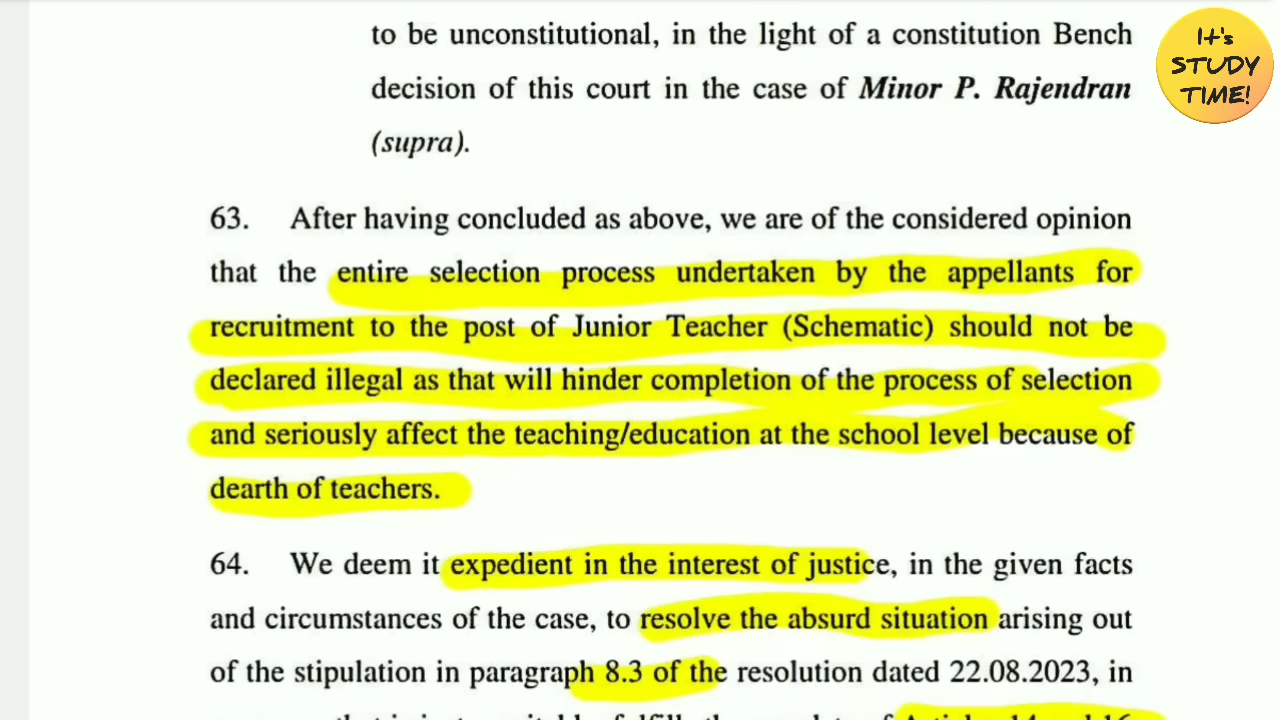 to be unconstitutional, in the light of a constitution Bench
decision of this court in the case of Minor P. Rajendran
(supra).
63. After having concluded as above, we are of the considered opinion
that the entire selection process undertaken by the appellants for
recruitment to the post of Junior Teacher (Schematic) should not be
declared illegal as that will hinder completion of the process of selection
and seriously affect the teaching/education at the school level because of
dearth of teachers.
64. We deem it expedient in the interest of justice, in the given facts
and circumstances of the case, to resolve the absurd situation arising out
of the stipulation in paragraph 8.3 of the resolution dated 22.08.2023, in
It's
STUDY
TIME!